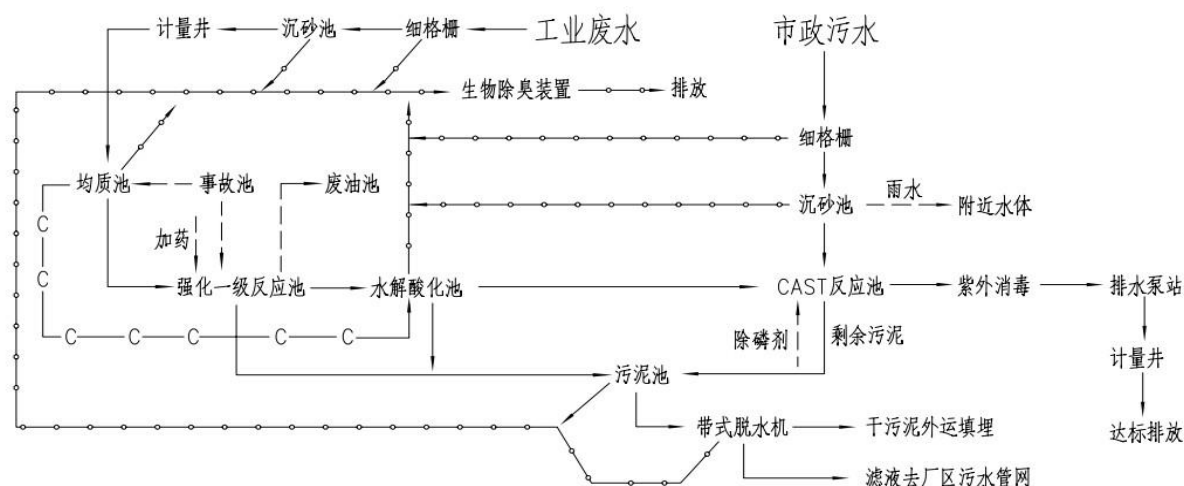 计量井 沉砂池 细格栅 工业废水 市政污水
生物除臭装置 排放
细格栅
均质池 事故池 废油池
雨水
沉砂池 附近水体
C
加药
C
强化一级反应池 水解酸化池 CAST反应池 紫外消毒 排水泵站
C C C C C
除磷剂 剩余污泥
计量井
污泥池
带式脱水机 干污泥外运填埋 达标排放
滤液去厂区污水管网